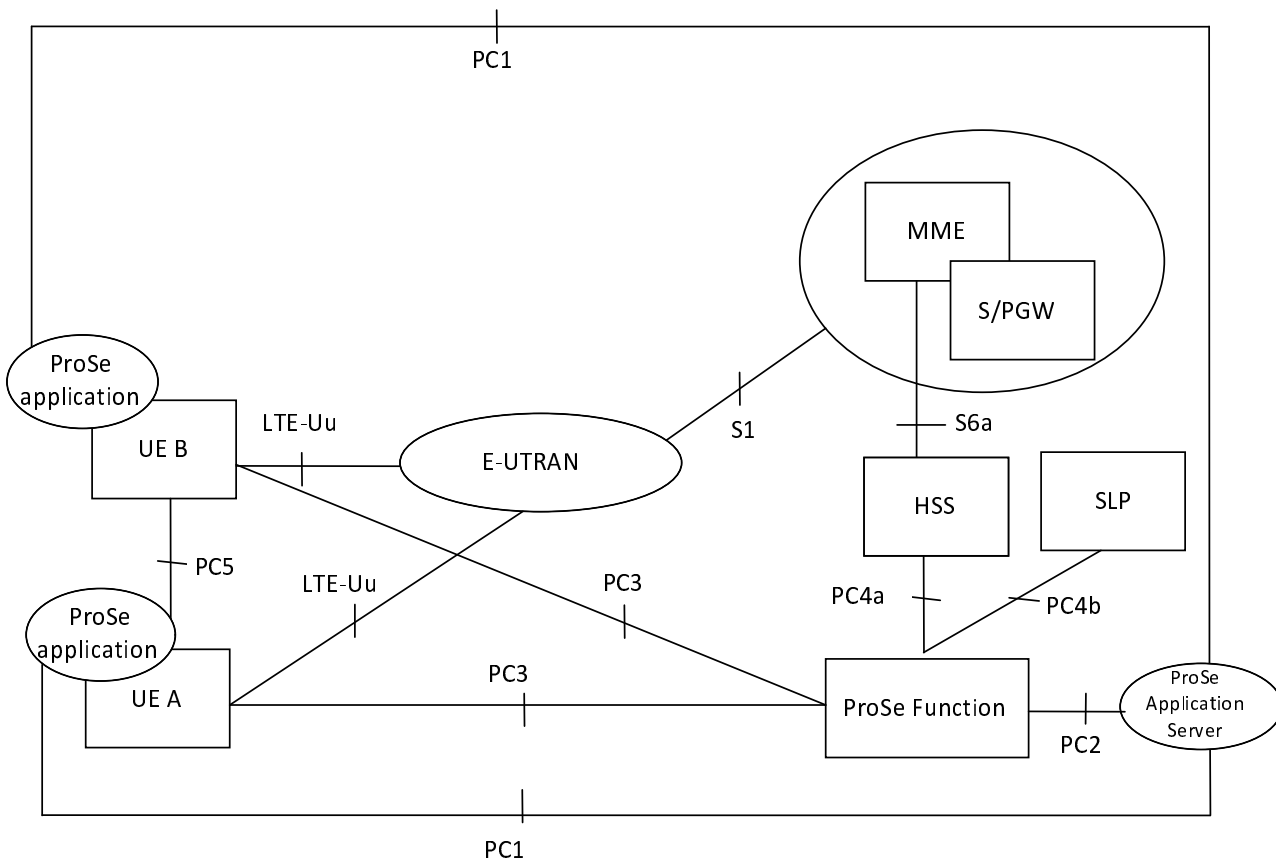 PC1
MME
S/PGW
ProSe
application
UE B
LTE-Uu
E-UTRAN
S1
S6a
HSS
SLP
PC5
LTE-Uu
PC3
PC4a
PC4b
ProSe
application
UE A
PC3
ProSe Function
ProSe
Application
Server
PC2
PC1